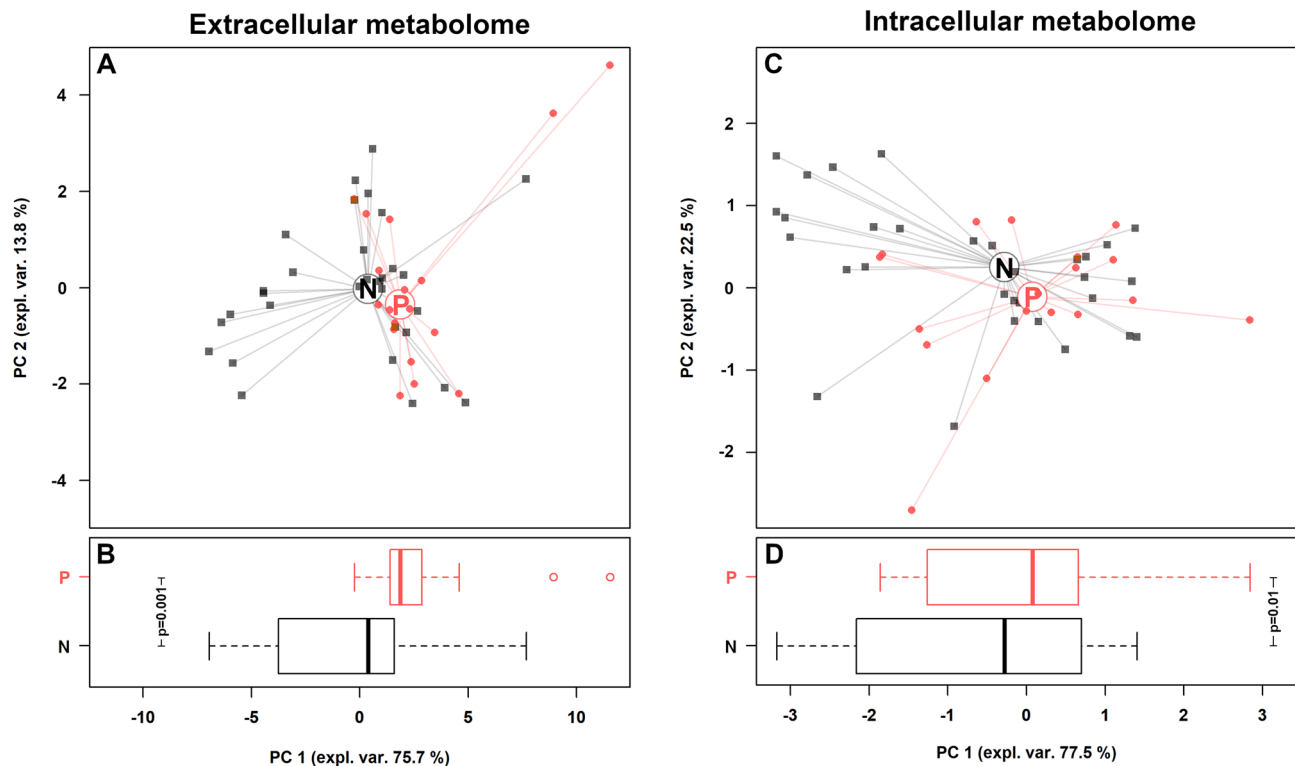 Extracellular metabolome
Intracellular metabolome
A
C
4
2
0
-2
-4
PC 2 (expl. var. 13.8 %)
N
P
2
1
0
-1
-2
PC 2 (expl. var. 22.5 %)
N
P
B
P
N
p=0.001
-10 -5 0 5 10
PC 1 (expl. var. 75.7 %)
D
P
N
p=0.01
-3 -2 -1 0 1 2 3
PC 1 (expl. var. 77.5 %)